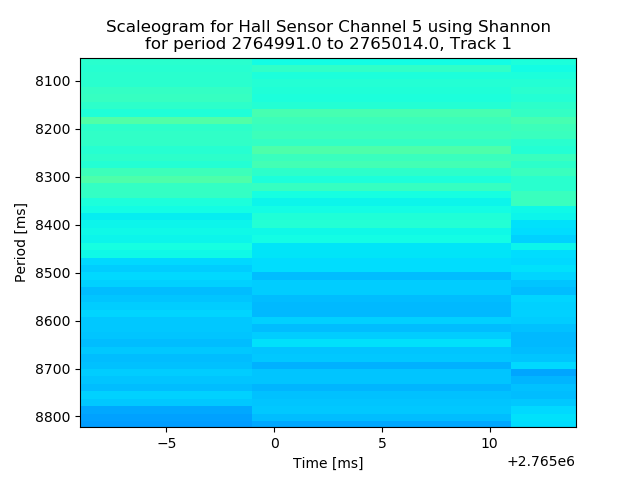 Scaleogram for Hall Sensor Channel 5 using Shannon
for period 2764991.0 to 2765014.0, Track 1
8100
8200
8300
8400
8500
8600
8700
8800
Period [ms]
−5
0
5
10
Time [ms]
+2.765e6